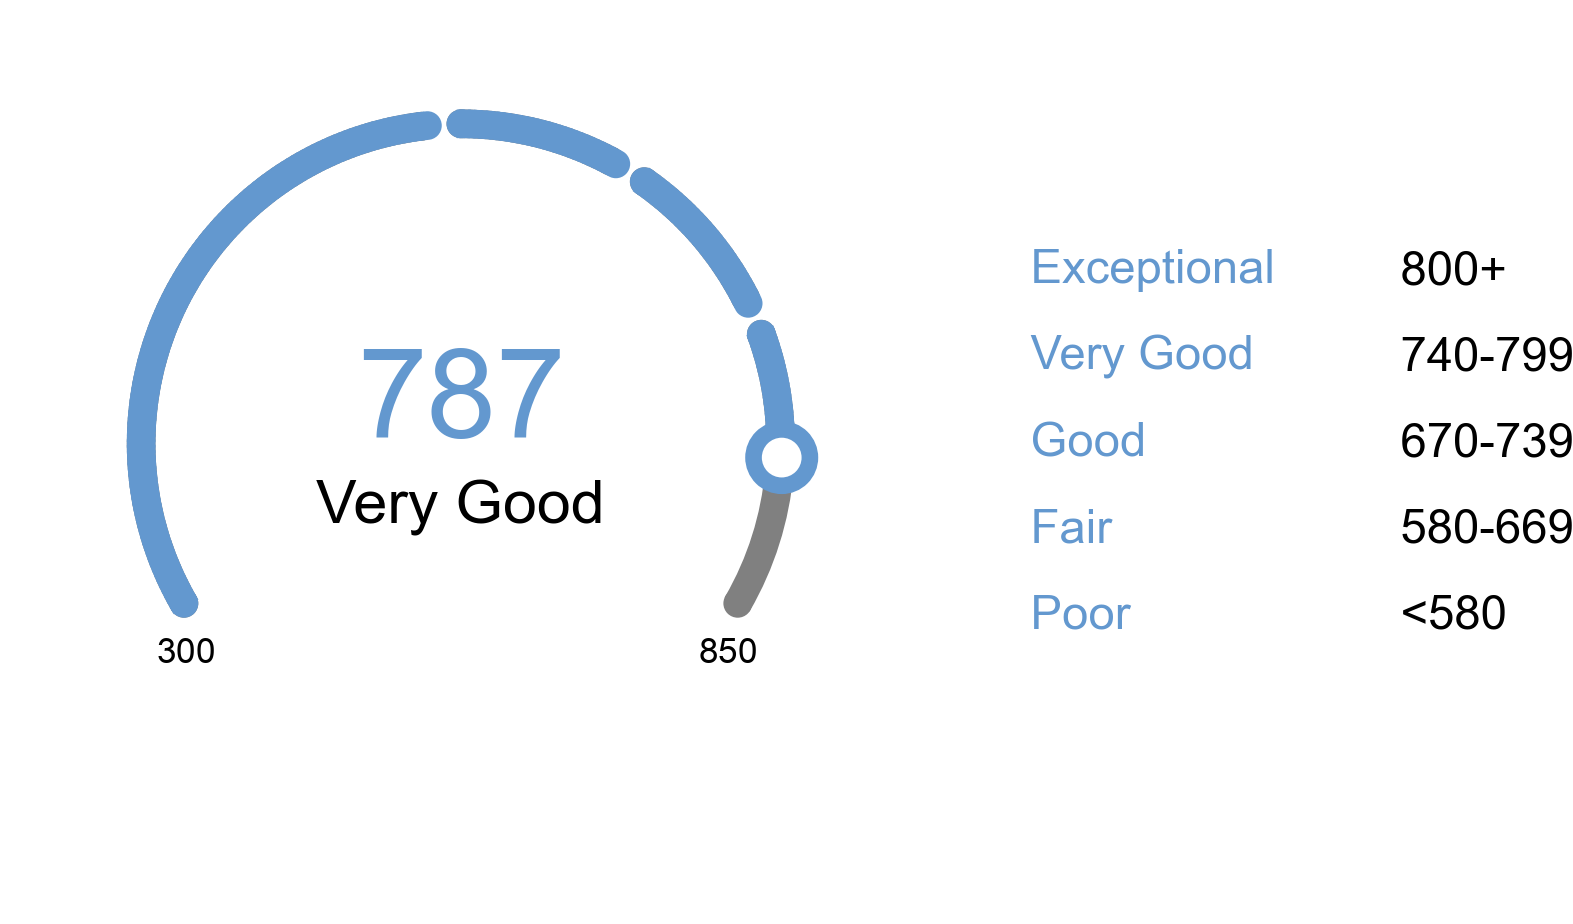 787
Very Good
300
850
Exceptional 800+
Very Good 740-799
Good 670-739
Fair 580-669
Poor <580